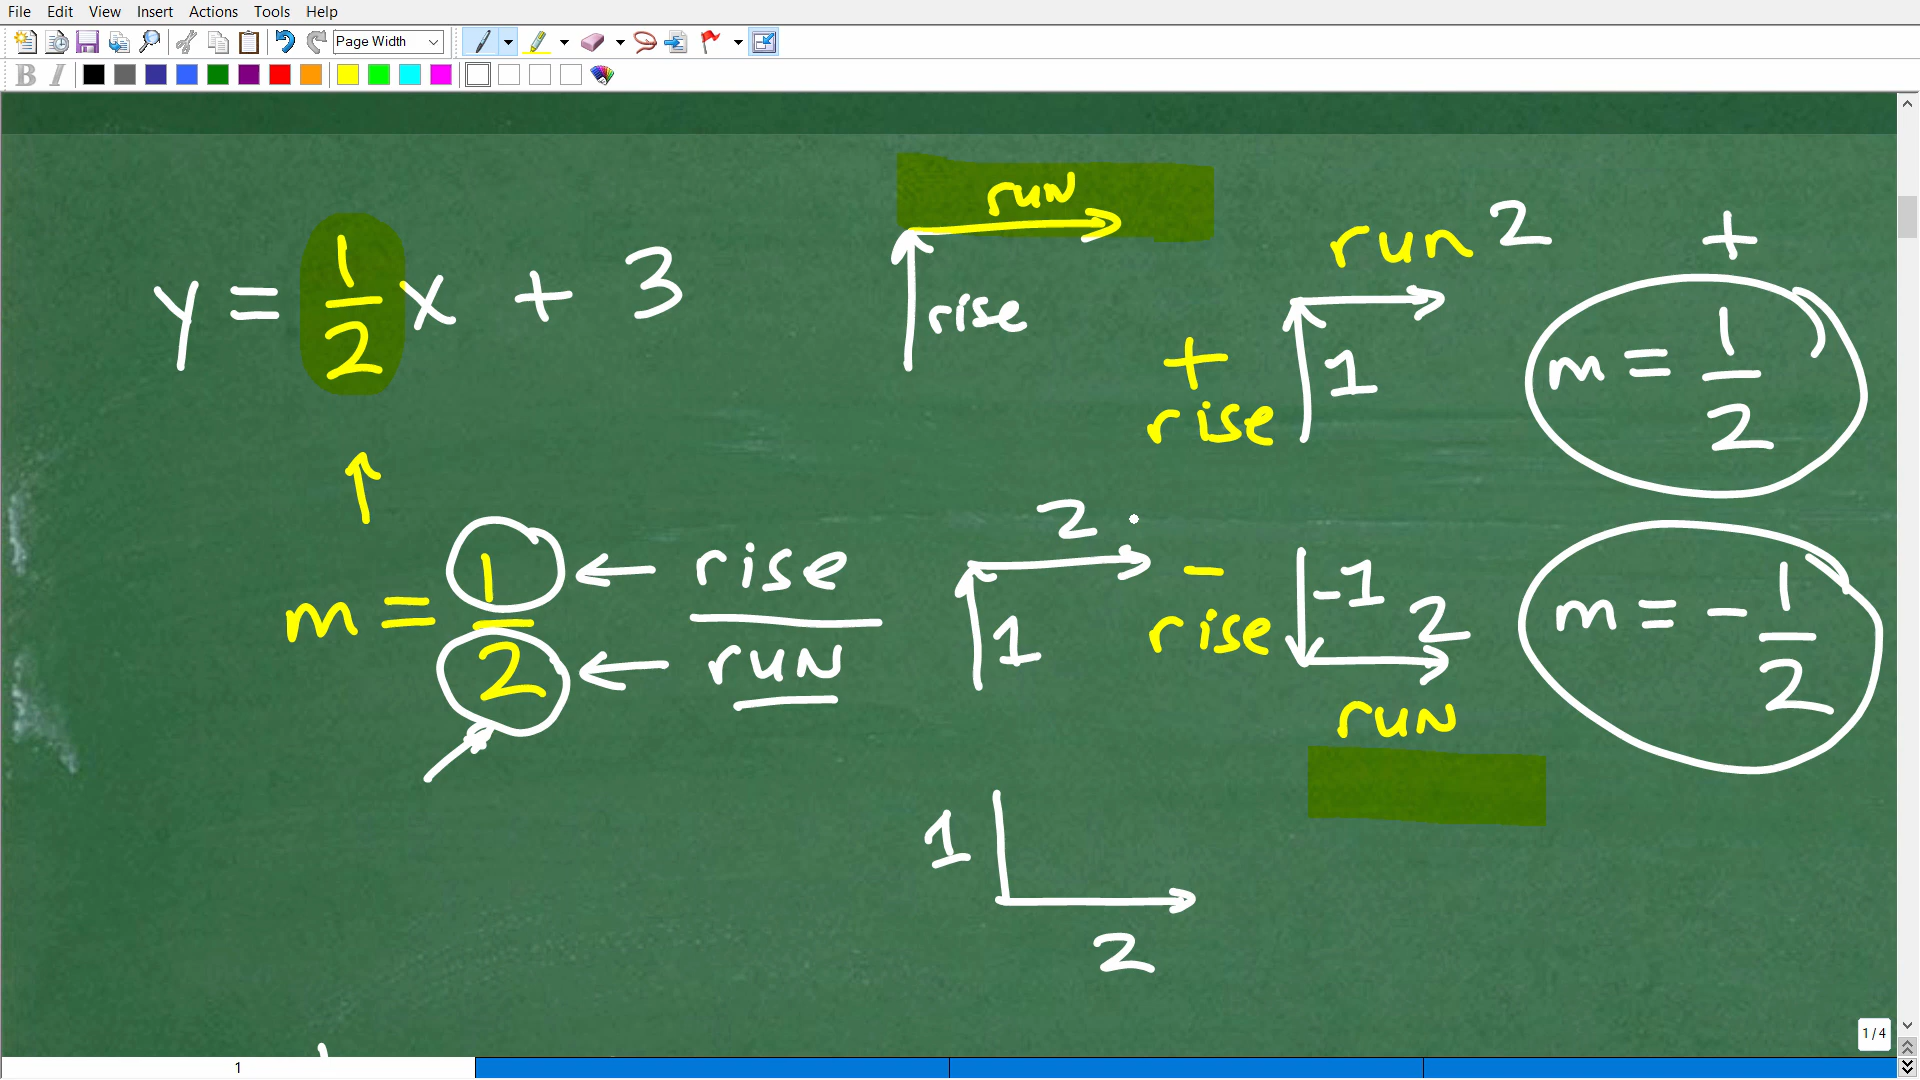 File Edit View Insert Actions Tools Help
Page Width
B I
run
y = 1/2 x + 3
rise
run 2
+
+
rise
1
m = 1/2
m = 1/2
← rise
← run
2
1
-
rise
-1
2
run
m = - 1/2
1
2
1 / 4
1